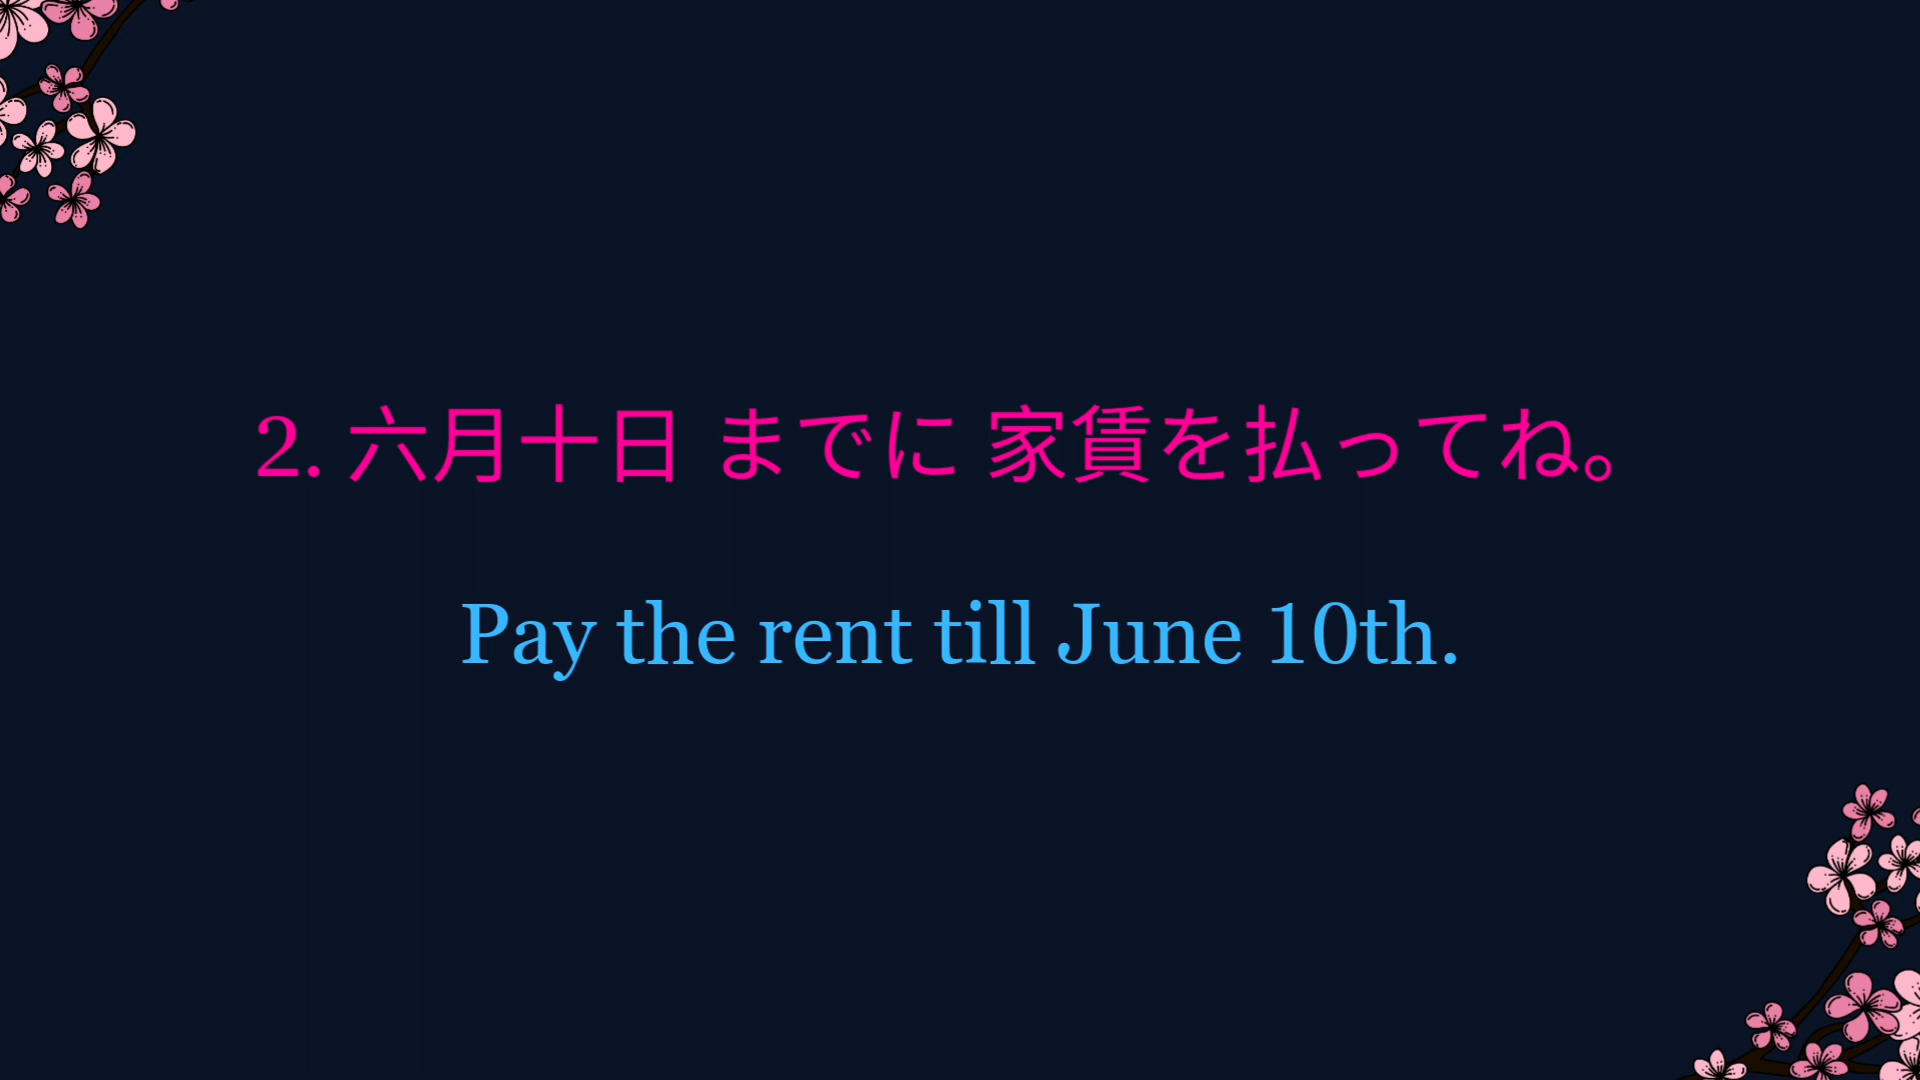 2. 六月十日 までに 家賃を払ってね。
Pay the rent till June 10th.